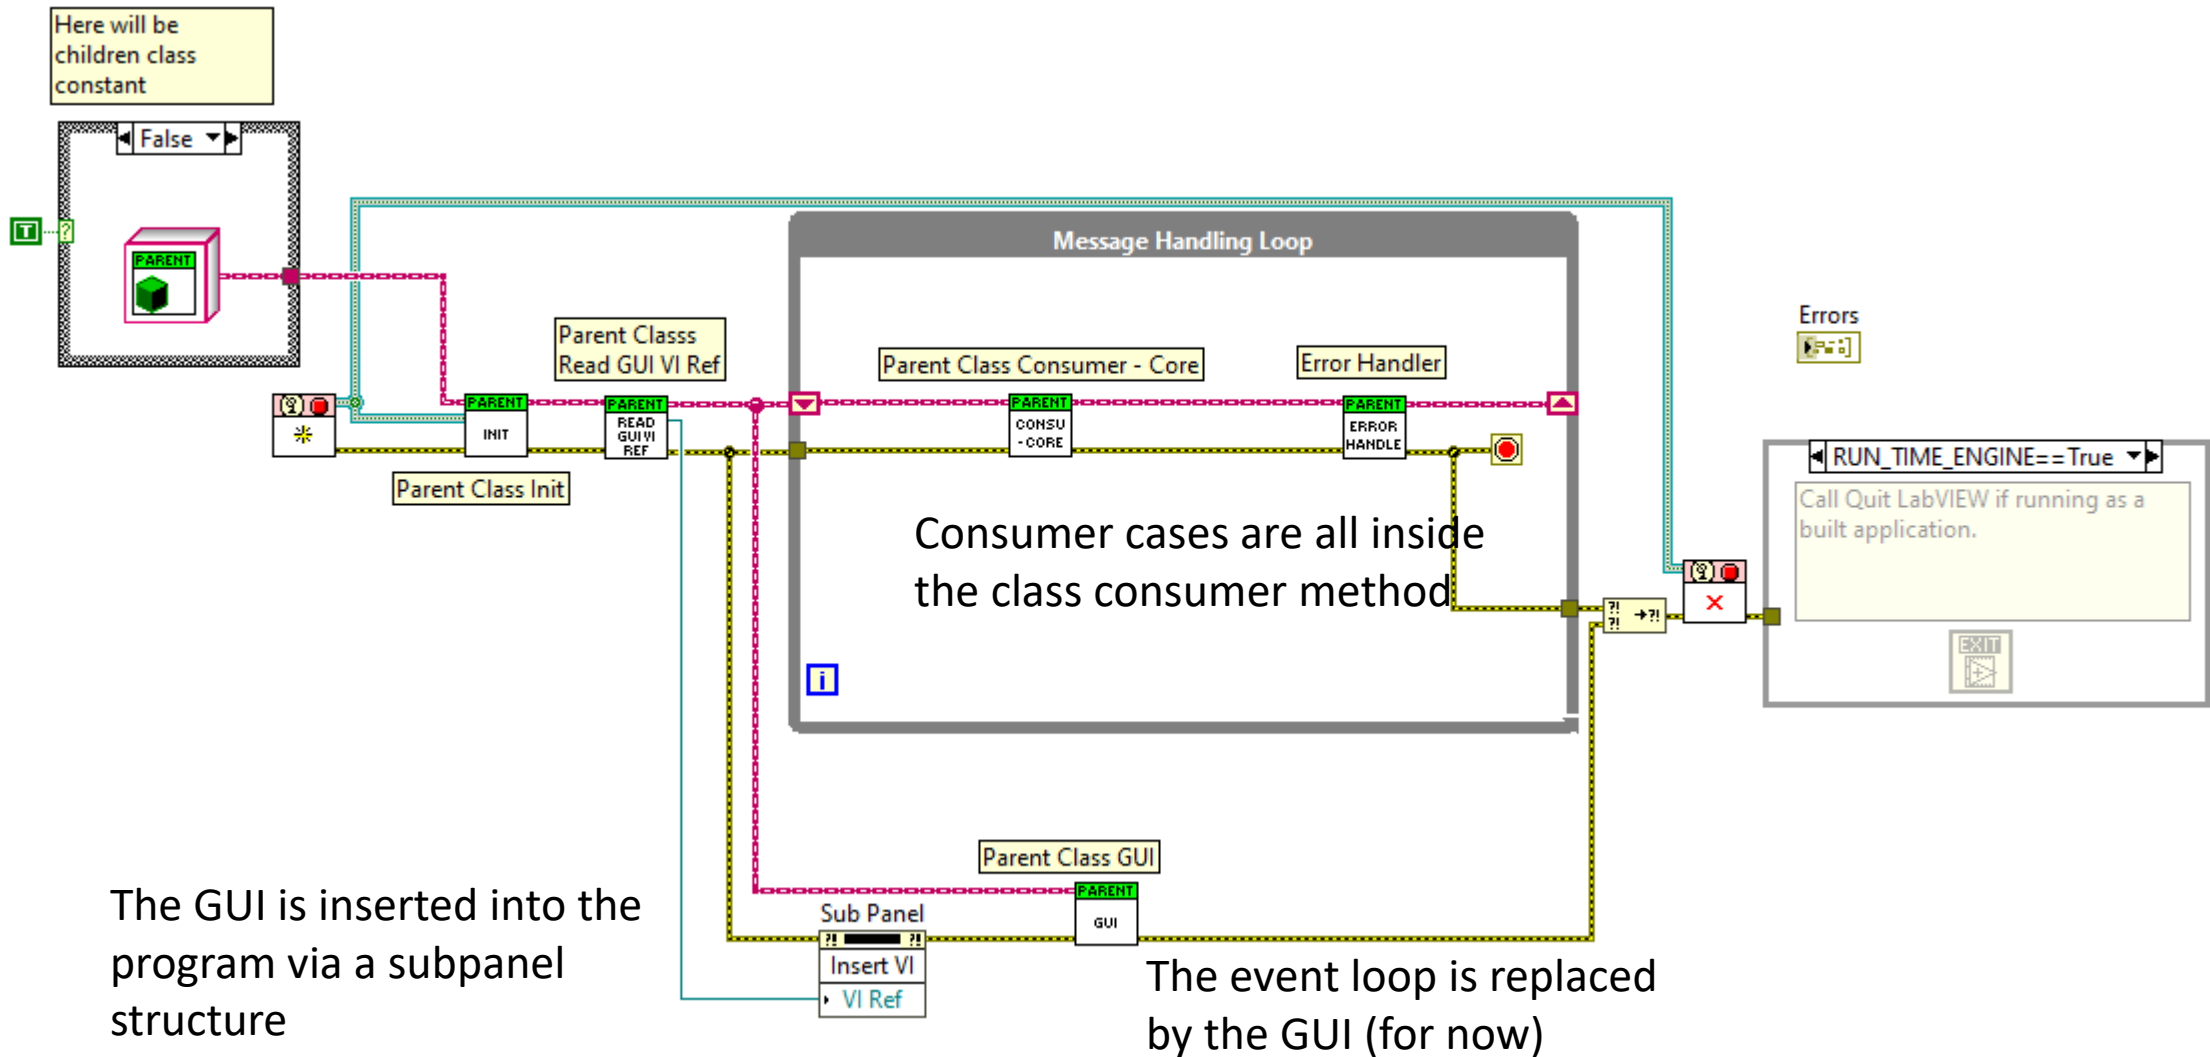 Here will be
children class
constant
False
T
?
PARENT
Message Handling Loop
Parent Classs
Read GUI VI Ref
Parent Class Consumer - Core
Error Handler
Errors
PARENT
INIT
PARENT
READ
GUI VI
REF
PARENT
CONSU
- CORE
PARENT
ERROR
HANDLE
Parent Class Init
RUN_TIME_ENGINE==True
Call Quit LabVIEW if running as a
built application.
EXIT
Consumer cases are all inside
the class consumer method
i
Parent Class GUI
PARENT
GUI
Sub Panel
Insert VI
VI Ref
The GUI is inserted into the
program via a subpanel
structure
The event loop is replaced
by the GUI (for now)